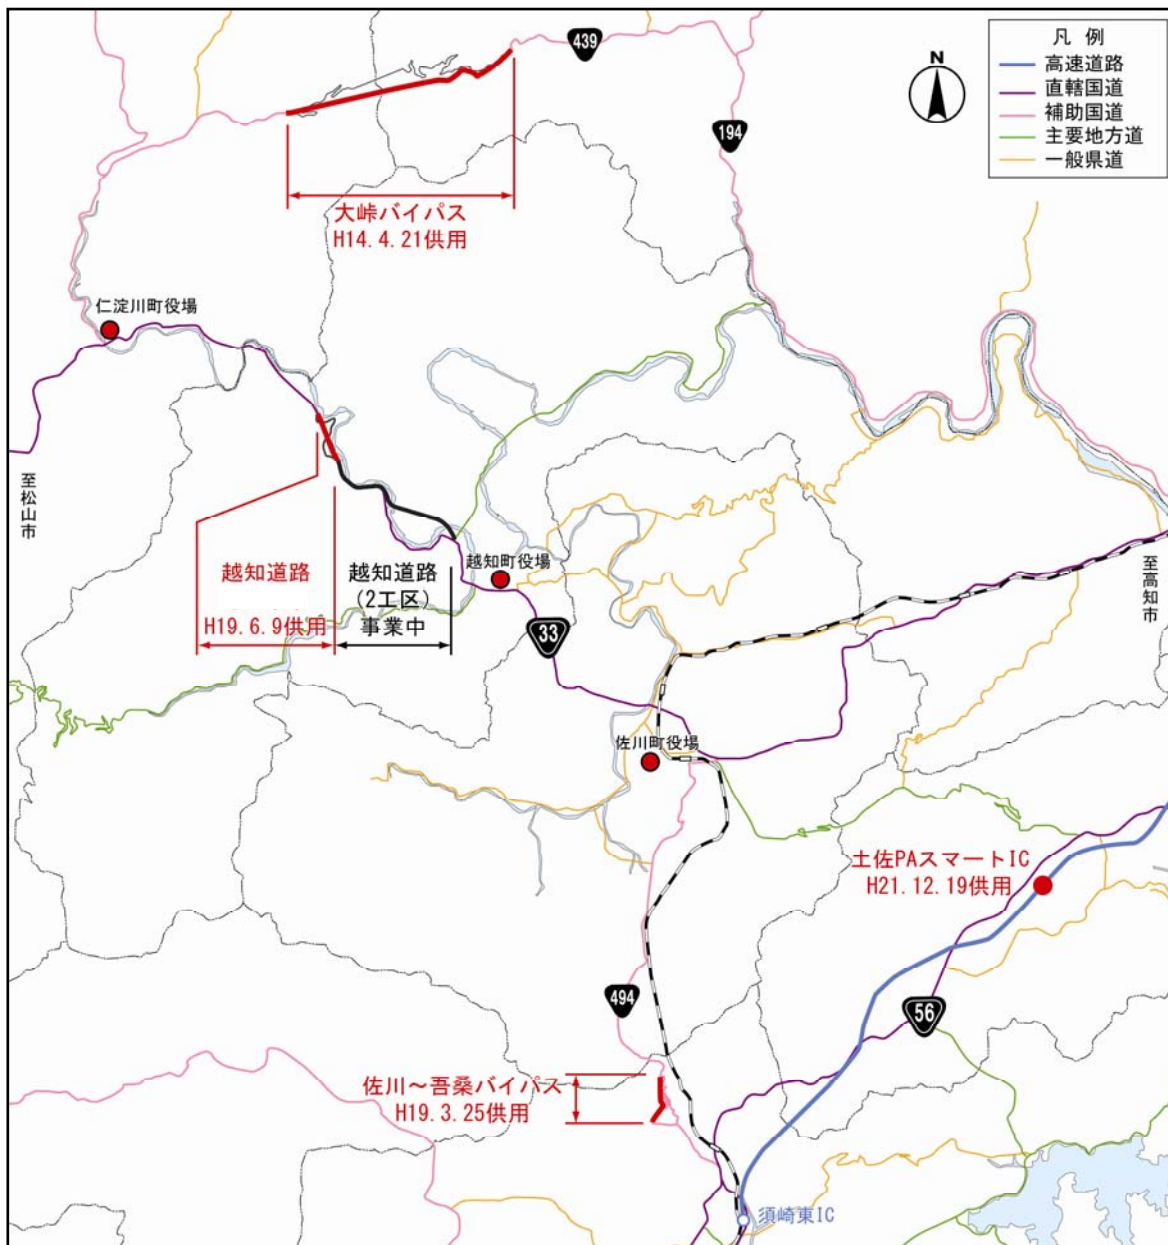 凡 例
高速道路
直轄国道
補助国道
主要地方道
一般県道
N
439
194
大峠バイパス
H14.4.21供用
仁淀川町役場
至松山市
越知道路
H19.6.9供用
越知道路
(2工区)
事業中
越知町役場
33
至高知市
佐川町役場
土佐PAスマートIC
H21.12.19供用
494
56
佐川～吾桑バイパス
H19.3.25供用
須崎東IC